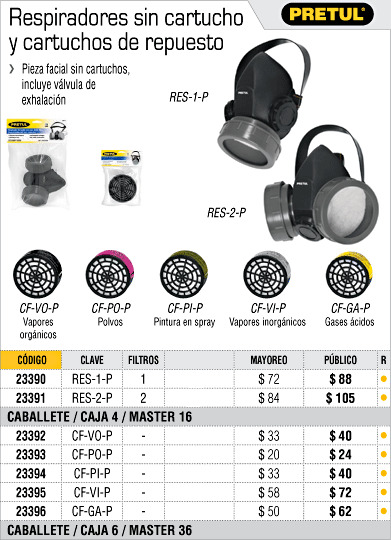 Respiradores sin cartucho
y cartuchos de repuesto
PRETUL
❯ Pieza facial sin cartuchos,
incluye válvula de
exhalación
RES-1-P
RES-2-P
PRETUL
PRETUL
PRETUL
PRETUL
CF-VO-P
Vapores
orgánicos
CF-PO-P
Polvos
CF-PI-P
Pintura en spray
CF-VI-P
Vapores inorgánicos
CF-GA-P
Gases ácidos
CÓDIGO CLAVE FILTROS MAYOREO PÚBLICO R
23390 RES-1-P 1 $ 72 $ 88 ●
23391 RES-2-P 2 $ 84 $ 105 ●
CABALLETE / CAJA 4 / MASTER 16
23392 CF-VO-P - $ 33 $ 40 ●
23393 CF-PO-P - $ 20 $ 24 ●
23394 CF-PI-P - $ 33 $ 40 ●
23395 CF-VI-P - $ 58 $ 72 ●
23396 CF-GA-P - $ 50 $ 62 ●
CABALLETE / CAJA 6 / MASTER 36